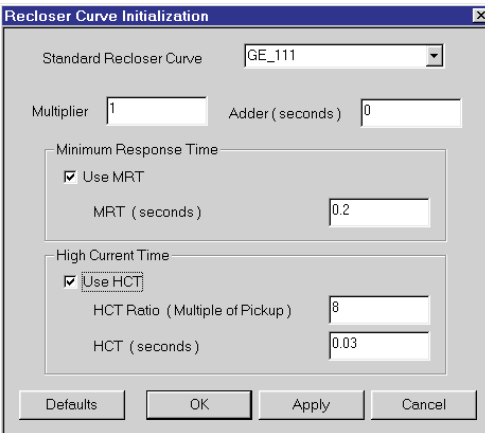 Recloser Curve Initialization
Standard Recloser Curve GE_111
Multiplier 1 Adder ( seconds ) 0
Minimum Response Time
Use MRT
MRT ( seconds ) 0.2
High Current Time
Use HCT
HCT Ratio ( Multiple of Pickup ) 8
HCT ( seconds ) 0.03
Defaults OK Apply Cancel